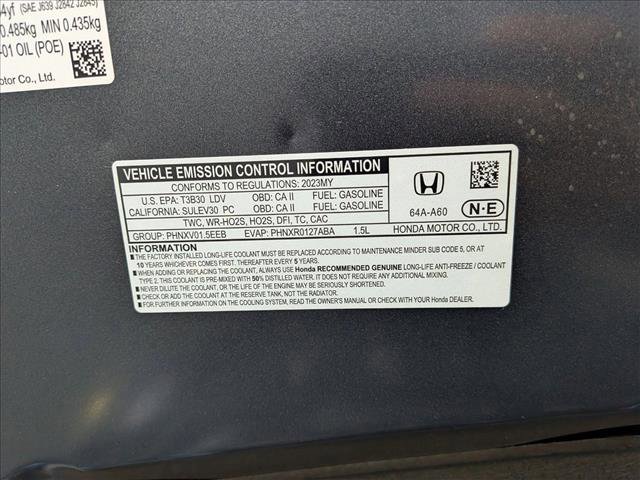 4yf (SAE J639 J2842 J2845)
0.485kg MIN 0.435kg
-01 OIL (POE)
otor Co., Ltd.
VEHICLE EMISSION CONTROL INFORMATION
CONFORMS TO REGULATIONS: 2023MY
U.S. EPA: T3B30 LDV OBD: CA II FUEL: GASOLINE
CALIFORNIA: SULEV30 PC OBD: CA II FUEL: GASOLINE
TWC, WR-HO2S, HO2S, DFI, TC, CAC
GROUP: PHNXV01.5EEB EVAP: PHNXR0127ABA 1.5L
64A-A60 N-E
HONDA MOTOR CO., LTD.
INFORMATION
■ THE FACTORY INSTALLED LONG-LIFE COOLANT MUST BE CHANGED ACCORDING TO MAINTENANCE MINDER SUB CODE 5, OR AT
10 YEARS WHICHEVER COMES FIRST. THEREAFTER EVERY 5 YEARS.
■ WHEN ADDING OR REPLACING THE COOLANT, ALWAYS USE Honda RECOMMENDED GENUINE LONG-LIFE ANTI-FREEZE / COOLANT
TYPE 2. THIS COOLANT IS PRE-MIXED WITH 50% DISTILLED WATER. IT DOES NOT REQUIRE ANY ADDITIONAL MIXING.
■ NEVER DILUTE THE COOLANT, OR THE LIFE OF THE ENGINE MAY BE SERIOUSLY SHORTENED.
■ CHECK OR ADD THE COOLANT AT THE RESERVE TANK, NOT THE RADIATOR.
■ FOR FURTHER INFORMATION ON THE COOLING SYSTEM, READ THE OWNER'S MANUAL OR CHECK WITH YOUR Honda DEALER.